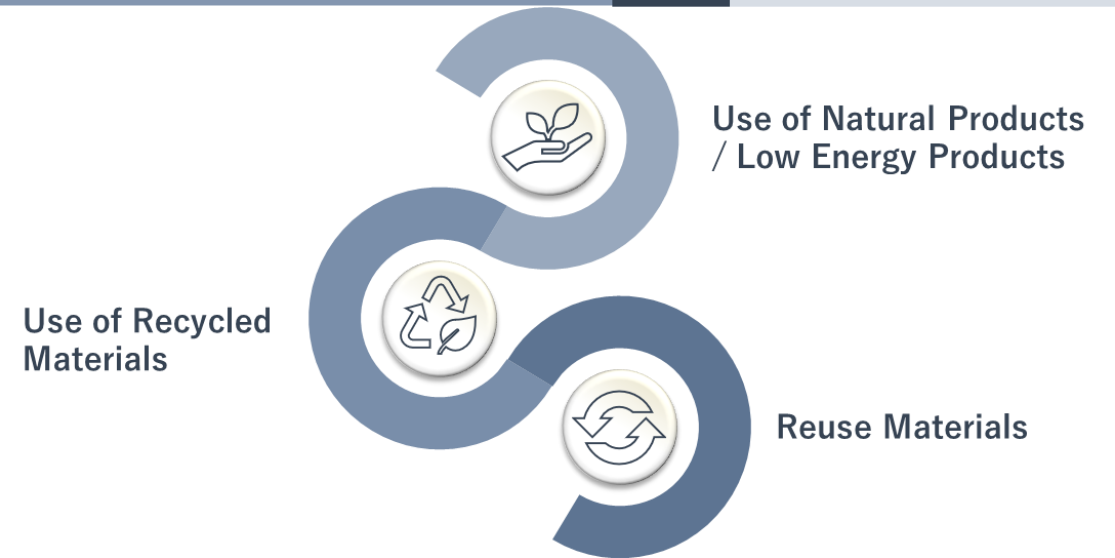 Use of Natural Products
/ Low Energy Products
Use of Recycled
Materials
Reuse Materials